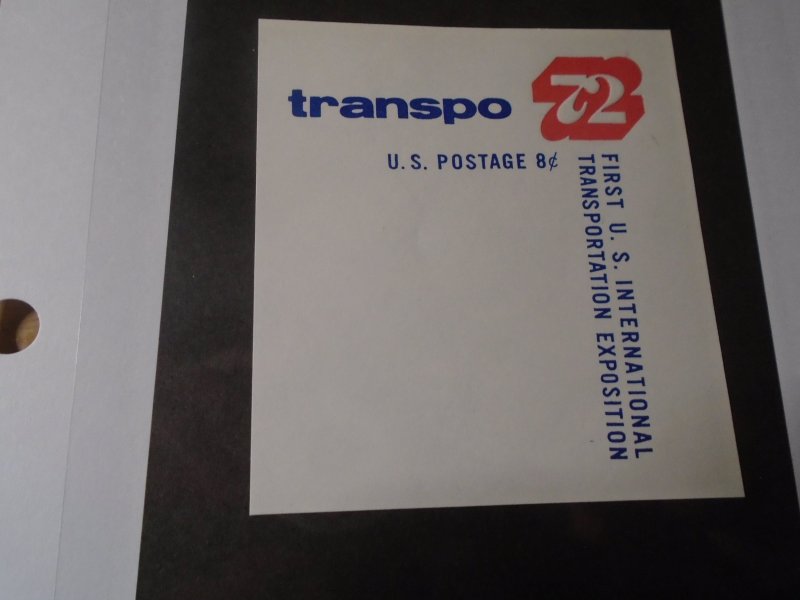 transpo 72
U.S. POSTAGE 8¢
FIRST U. S. INTERNATIONAL
TRANSPORTATION EXPOSITION